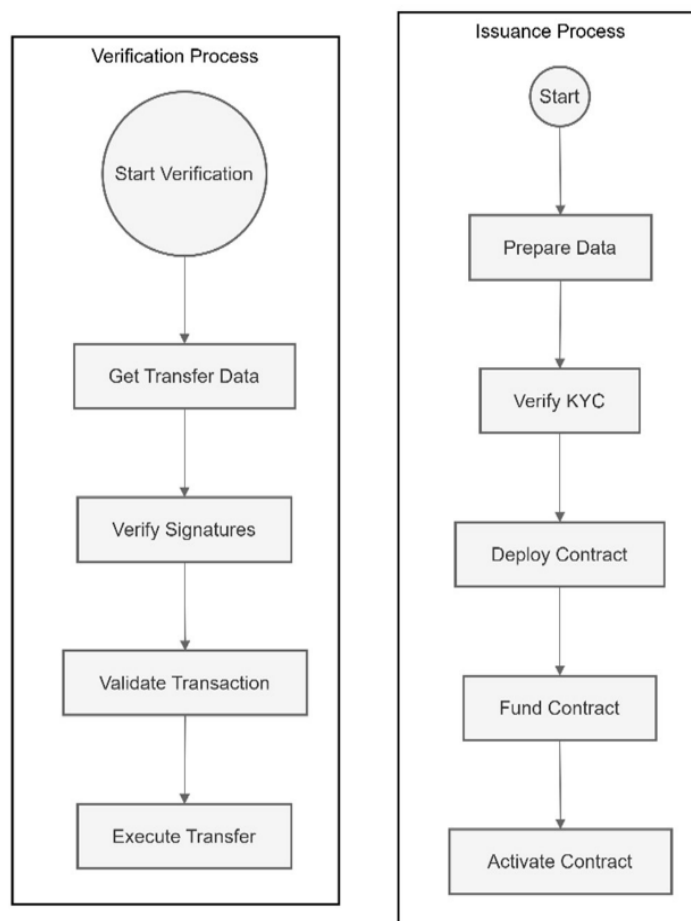 Verification Process
Start Verification
Get Transfer Data
Verify Signatures
Validate Transaction
Execute Transfer
Issuance Process
Start
Prepare Data
Verify KYC
Deploy Contract
Fund Contract
Activate Contract